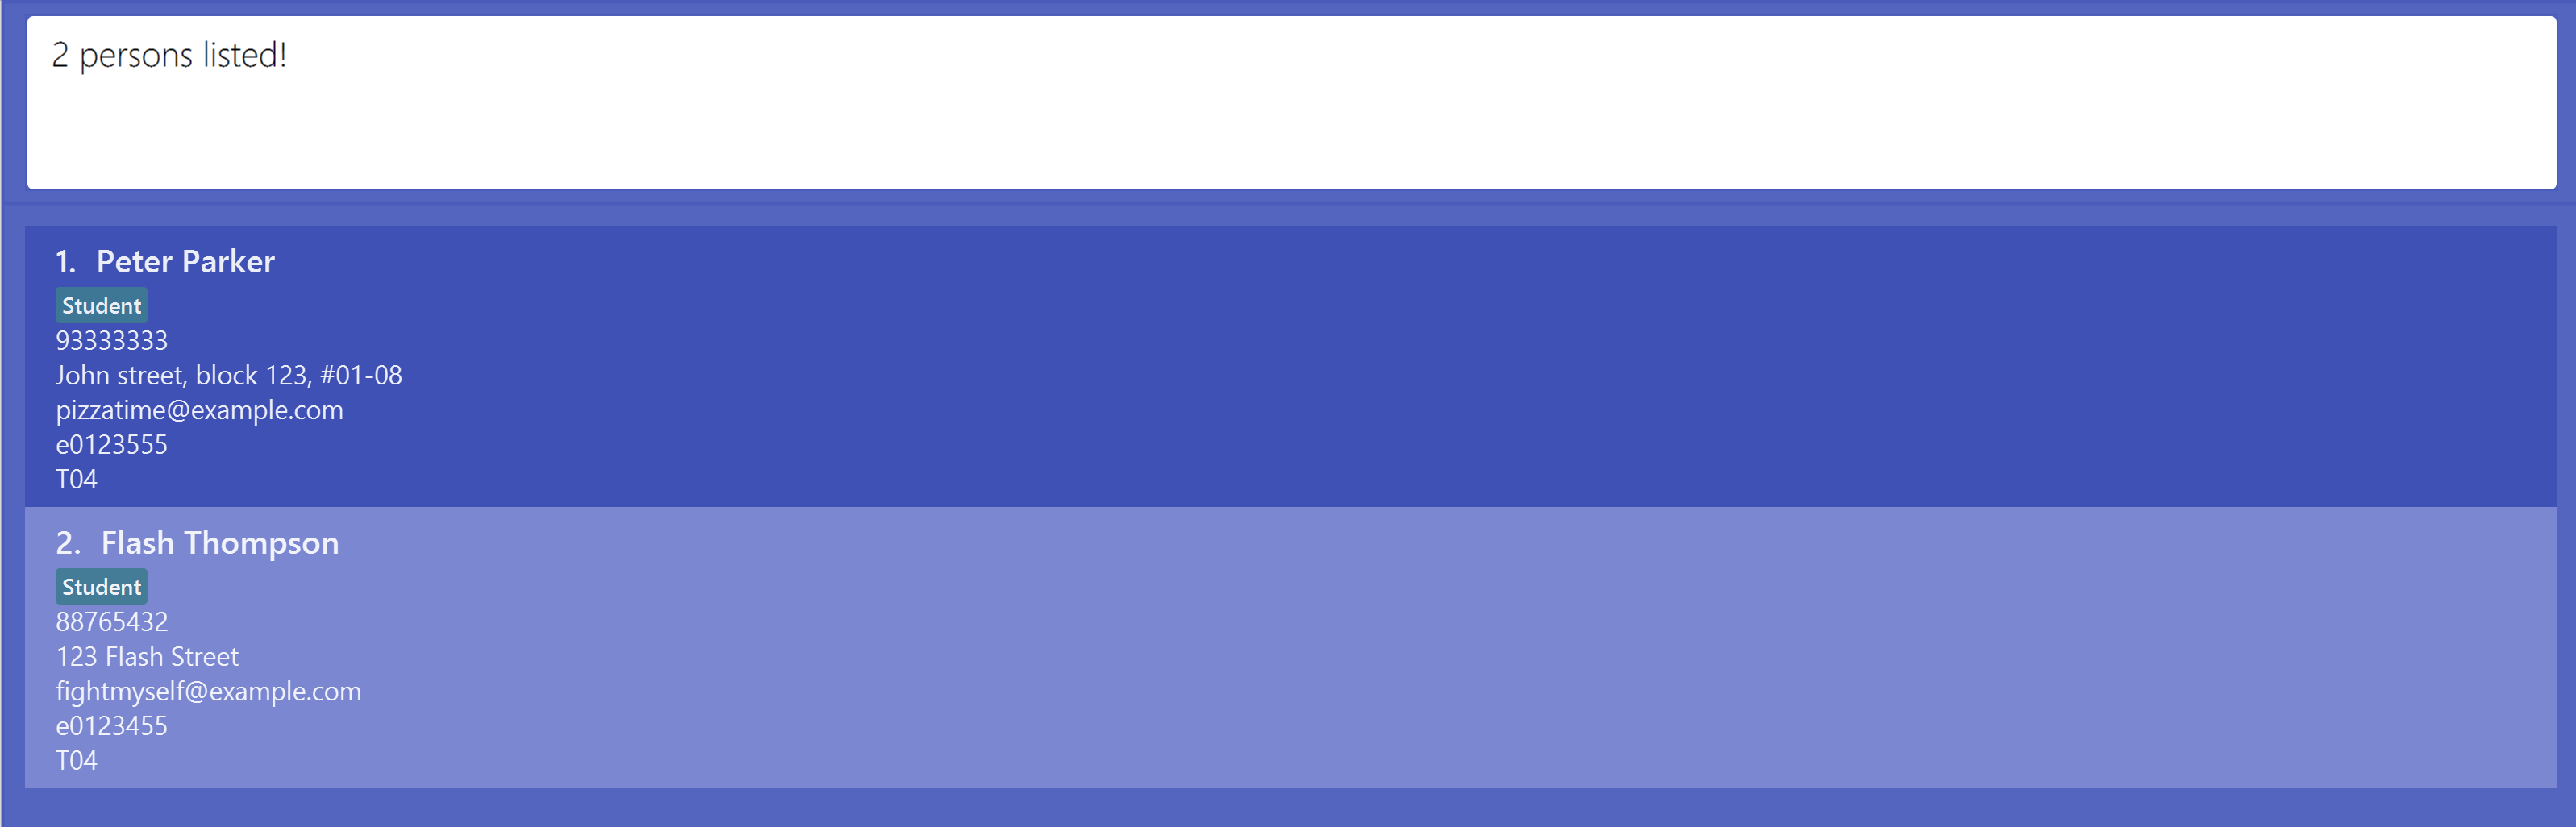 2 persons listed!
1. Peter Parker
Student
93333333
John street, block 123, #01-08
pizzatime@example.com
e0123555
T04
2. Flash Thompson
Student
88765432
123 Flash Street
fightmyself@example.com
e0123455
T04